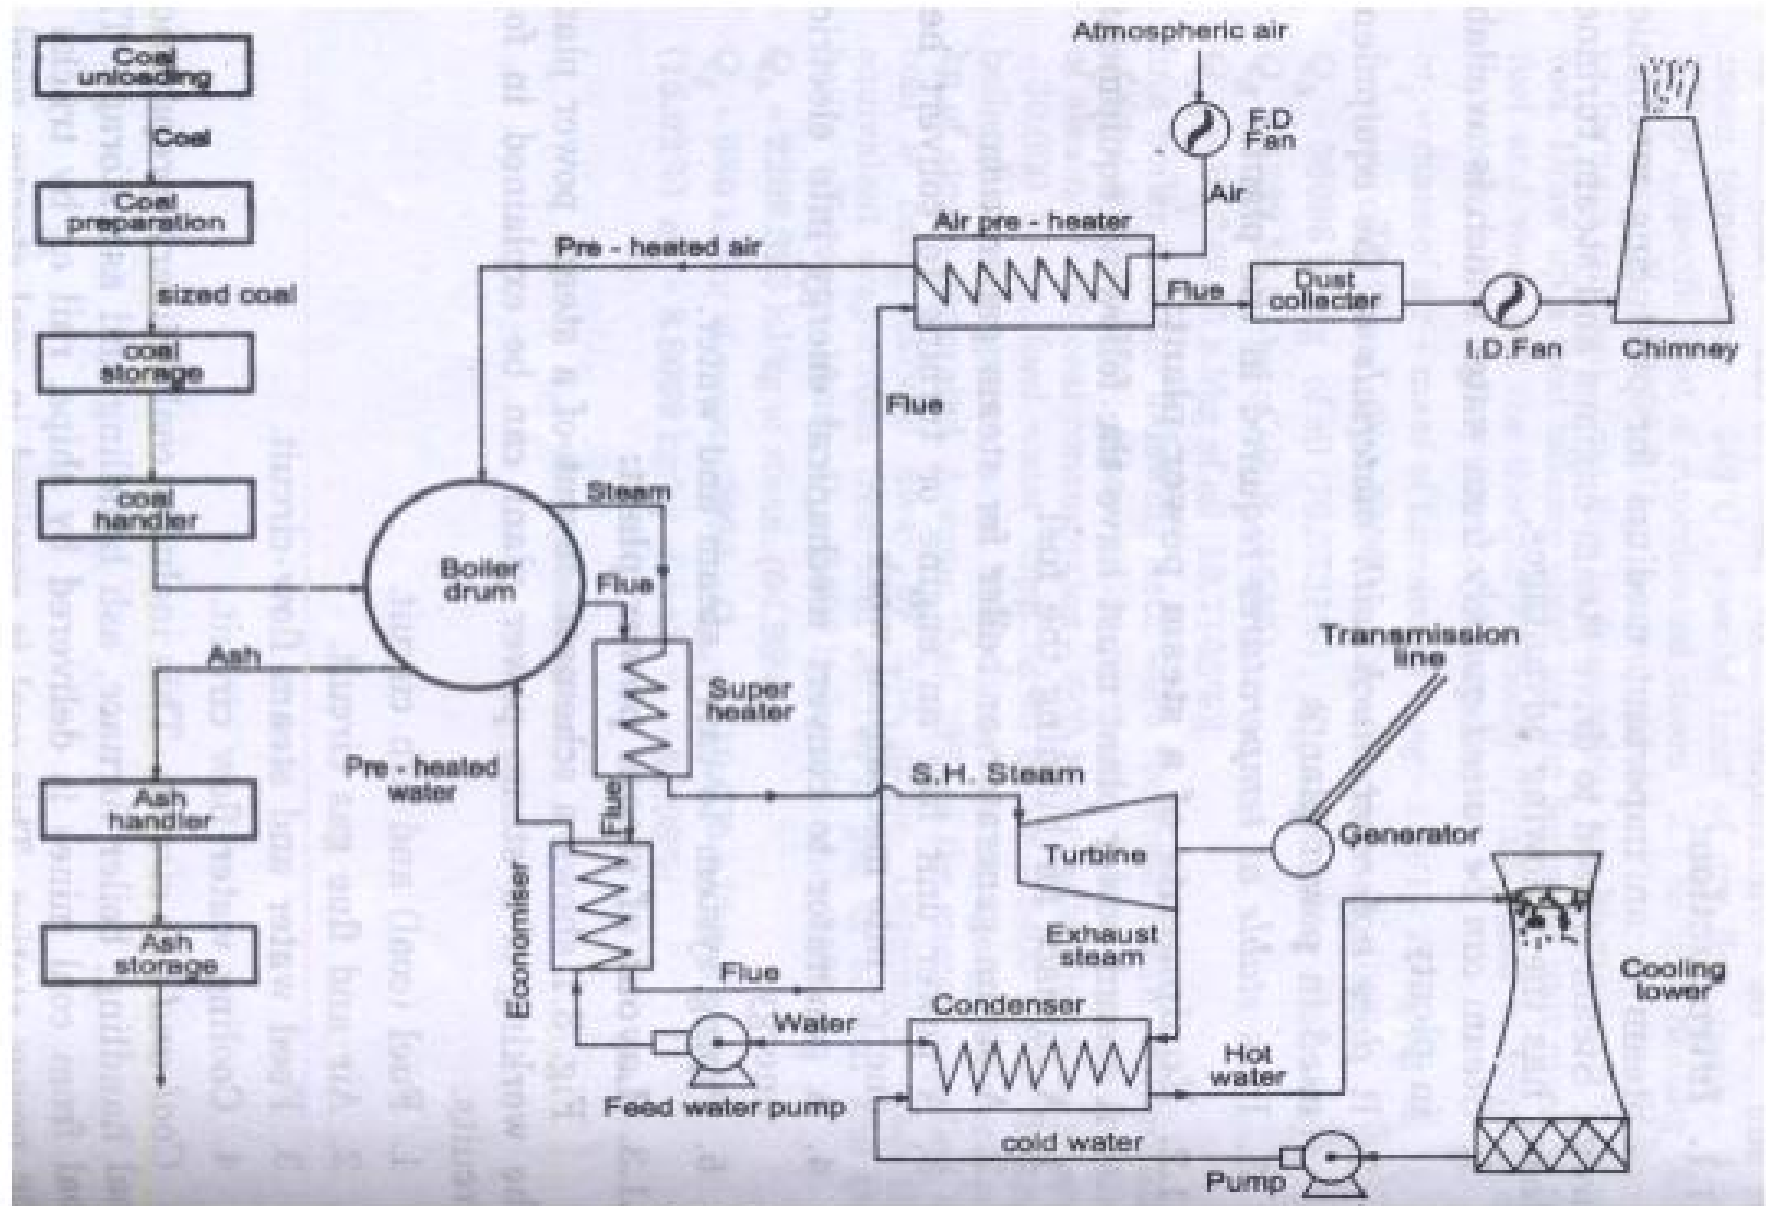 Coal
unloading
Coal
Coal
preparation
sized coal
coal
storage
coal
handler
Ash
Ash
handler
Ash
storage
Atmospheric air
F.D
Fan
Air
Air pre - heater
Pre - heated air
Flue
Dust
collecter
I.D.Fan
Chimney
Flue
Boiler
drum
Steam
Flue
Super
heater
Pre - heated
water
Flue
Economiser
Flue
S.H. Steam
Turbine
Transmission
line
Generator
Exhaust
steam
Cooling
tower
Condenser
Water
Hot
water
Feed water pump
cold water
Pump